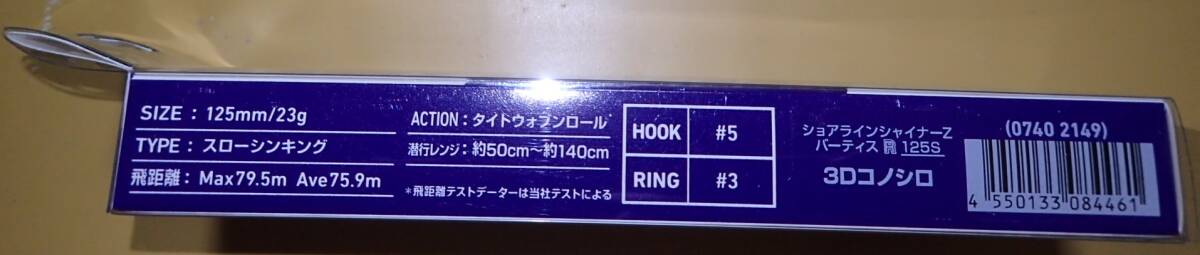 SIZE : 125mm/23g
TYPE : スローシンキング
飛距離 : Max79.5m Ave75.9m
ACTION : タイトウォブンロール
潜行レンジ : 約50cm～約140cm
*飛距離テストデーターは当社テストによる
HOOK #5
RING #3
ショアラインシャイナーZ
バーティス R 125S
3Dコノシロ
(0740 2149)
4 550133 084461